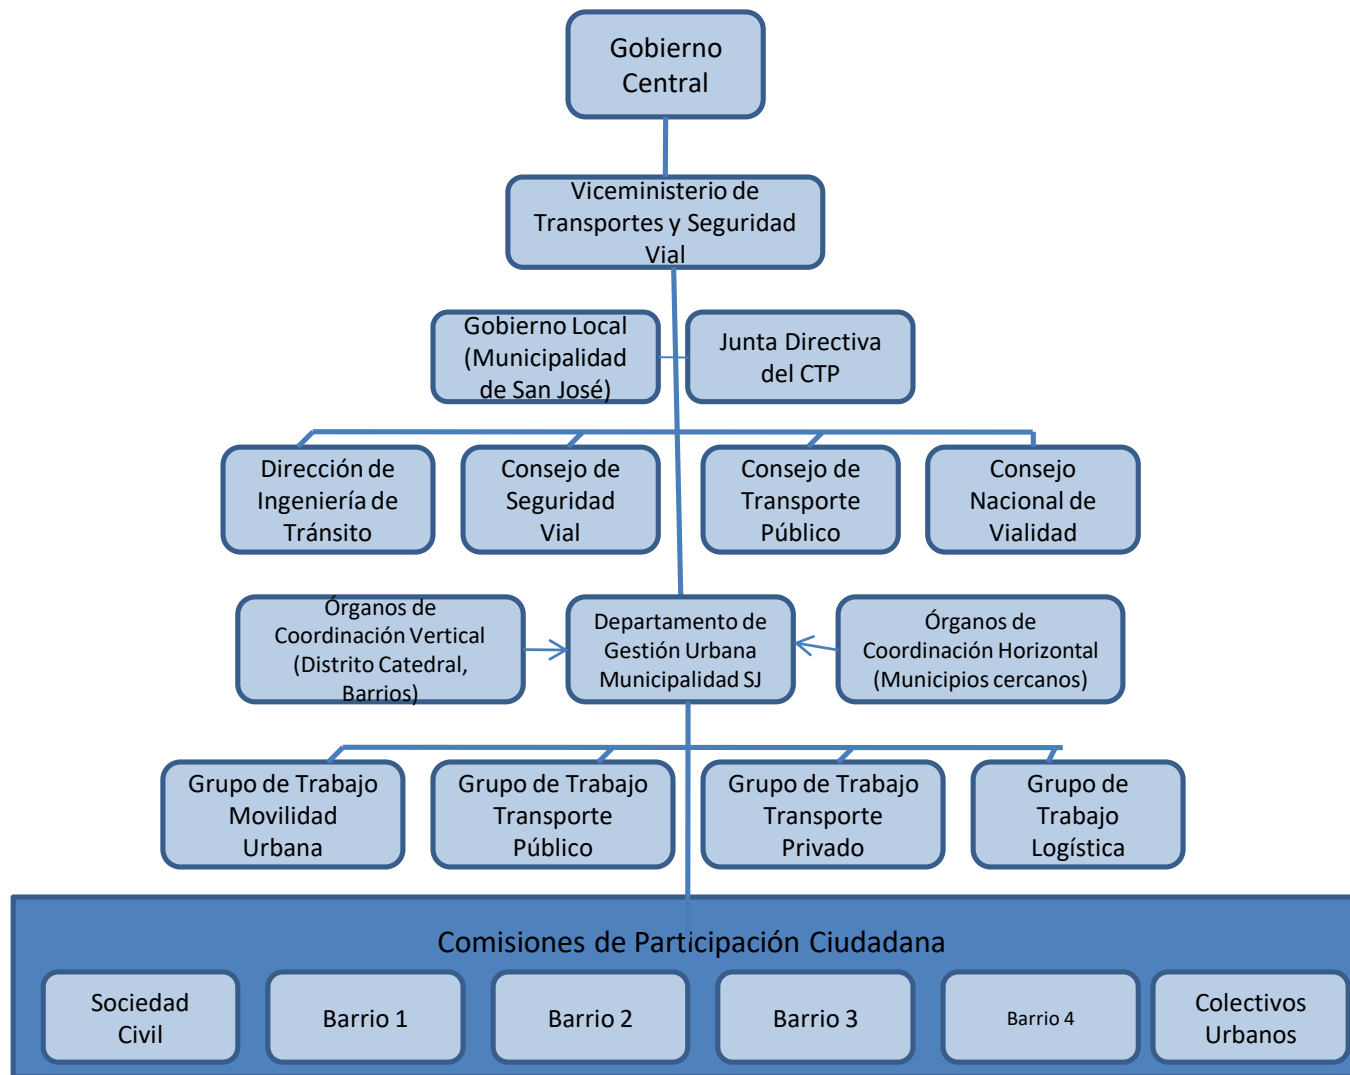 Gobierno
Central
Viceministerio de
Transportes y Seguridad
Vial
Gobierno Local
(Municipalidad
de San José)
Junta Directiva
del CTP
Dirección de
Ingeniería de
Tránsito
Consejo de
Seguridad
Vial
Consejo de
Transporte
Público
Consejo
Nacional de
Vialidad
Órganos de
Coordinación Vertical
(Distrito Catedral,
Barrios)
Departamento de
Gestión Urbana
Municipalidad SJ
Órganos de
Coordinación Horizontal
(Municipios cercanos)
Grupo de Trabajo
Movilidad
Urbana
Grupo de Trabajo
Transporte
Público
Grupo de Trabajo
Transporte
Privado
Grupo de
Trabajo
Logística
Comisiones de Participación Ciudadana
Sociedad
Civil
Barrio 1
Barrio 2
Barrio 3
Barrio 4
Colectivos
Urbanos